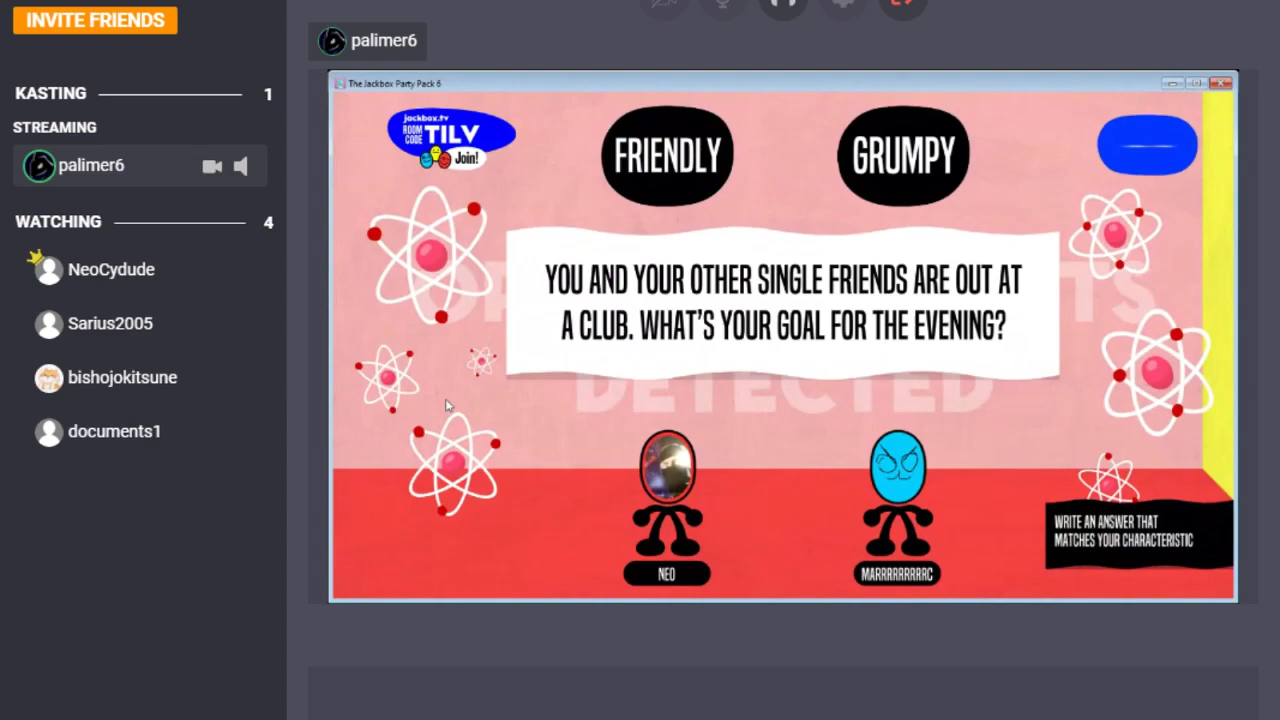 INVITE FRIENDS
KASTING 1
STREAMING
palimer6
WATCHING 4
NeoCydude
Sarius2005
bishojokitsune
documents1
palimer6
The Jackbox Party Pack 6
jackbox.tv
ROOM CODE TILV
Join!
FRIENDLY
GRUMPY
YOU AND YOUR OTHER SINGLE FRIENDS ARE OUT AT
A CLUB. WHAT'S YOUR GOAL FOR THE EVENING?
DETECTED
NEO
MARRRRRRRRRC
WRITE AN ANSWER THAT
MATCHES YOUR CHARACTERISTIC